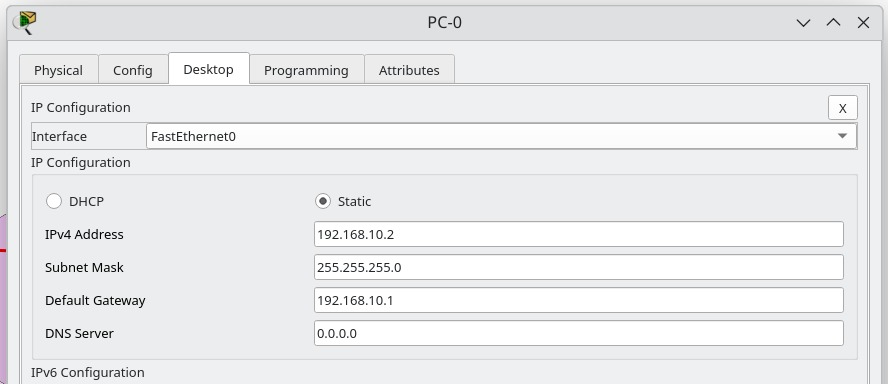 PC-0
Physical Config Desktop Programming Attributes
IP Configuration X
Interface FastEthernet0
IP Configuration
DHCP Static
IPv4 Address 192.168.10.2
Subnet Mask 255.255.255.0
Default Gateway 192.168.10.1
DNS Server 0.0.0.0
IPv6 Configuration